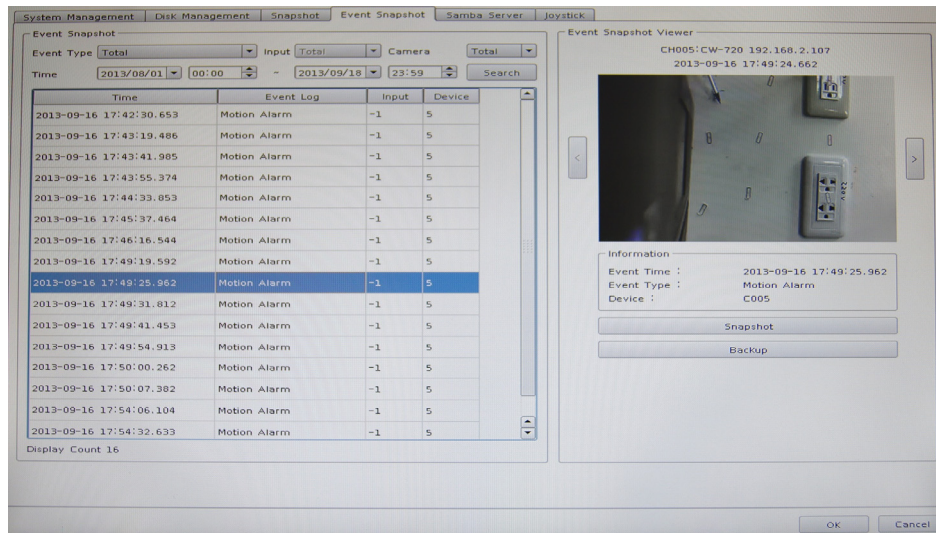 System Management Disk Management Snapshot Event Snapshot Samba Server Joystick
Event Snapshot
Event Type Total Input Total Camera Total
Time 2013/08/01 00:00 - 2013/09/18 23:59 Search
Time Event Log Input Device
2013-09-16 17:42:30.653 Motion Alarm -1 5
2013-09-16 17:43:19.486 Motion Alarm -1 5
2013-09-16 17:43:41.985 Motion Alarm -1 5
2013-09-16 17:43:55.374 Motion Alarm -1 5
2013-09-16 17:44:33.853 Motion Alarm -1 5
2013-09-16 17:45:37.464 Motion Alarm -1 5
2013-09-16 17:46:16.544 Motion Alarm -1 5
2013-09-16 17:49:19.592 Motion Alarm -1 5
2013-09-16 17:49:25.962 Motion Alarm -1 5
2013-09-16 17:49:31.812 Motion Alarm -1 5
2013-09-16 17:49:41.453 Motion Alarm -1 5
2013-09-16 17:49:54.913 Motion Alarm -1 5
2013-09-16 17:50:00.262 Motion Alarm -1 5
2013-09-16 17:50:07.382 Motion Alarm -1 5
2013-09-16 17:54:06.104 Motion Alarm -1 5
2013-09-16 17:54:32.633 Motion Alarm -1 5
Display Count 16
Event Snapshot Viewer
CH005:CW-720 192.168.2.107
2013-09-16 17:49:24.662
<
>
Information
Event Time : 2013-09-16 17:49:25.962
Event Type : Motion Alarm
Device : C005
Snapshot
Backup
OK Cancel